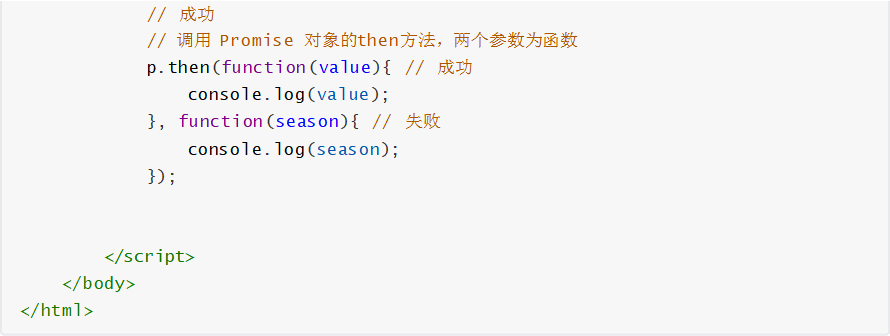 // 成功
// 调用 Promise 对象的then方法，两个参数为函数
p.then(function(value){ // 成功
console.log(value);
}, function(season){ // 失败
console.log(season);
});
</script>
</body>
</html>